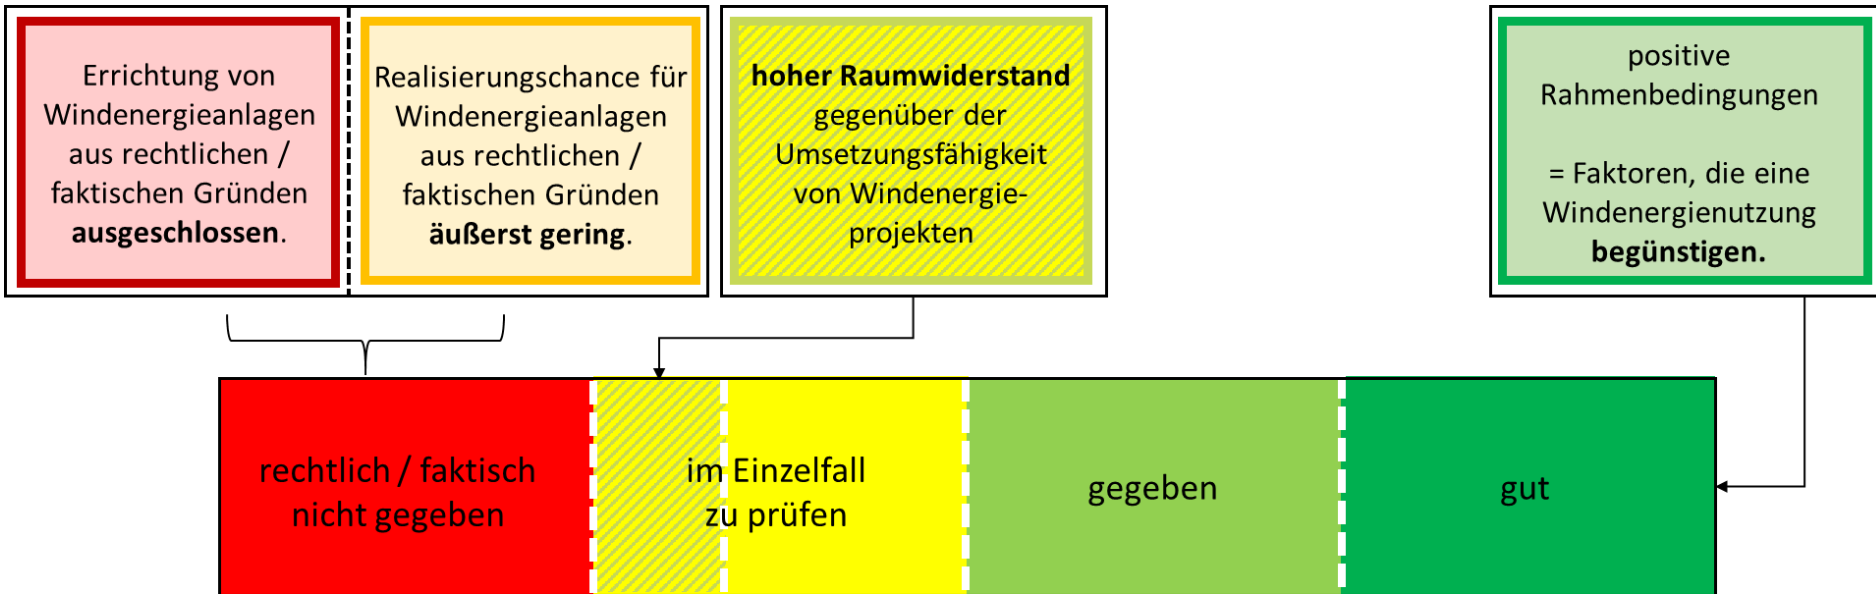 Errichtung von
Windenergieanlagen
aus rechtlichen /
faktischen Gründen
ausgeschlossen.
Realisierungschance für
Windenergieanlagen
aus rechtlichen /
faktischen Gründen
äußerst gering.
hoher Raumwiderstand
gegenüber der
Umsetzungsfähigkeit
von Windenergie-
projekten
positive
Rahmenbedingungen
= Faktoren, die eine
Windenergienutzung
begünstigen.
rechtlich / faktisch
nicht gegeben
im Einzelfall
zu prüfen
gegeben
gut